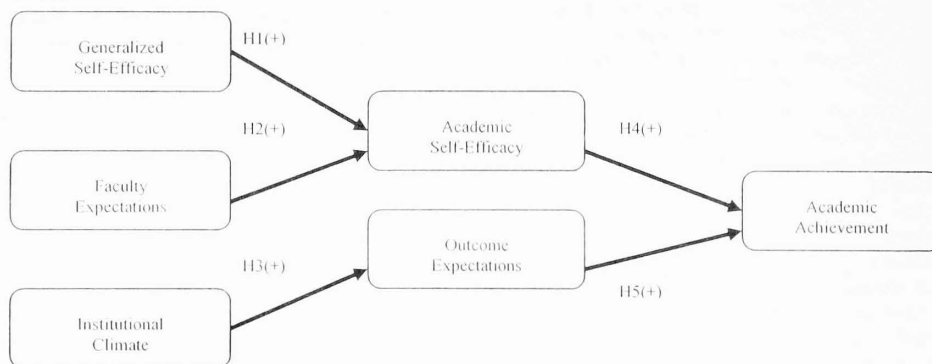 Generalized
Self-Efficacy
H1(+)
H2(+)
Faculty
Expectations
H3(+)
Institutional
Climate
Academic
Self-Efficacy
H4(+)
Outcome
Expectations
H5(+)
Academic
Achievement